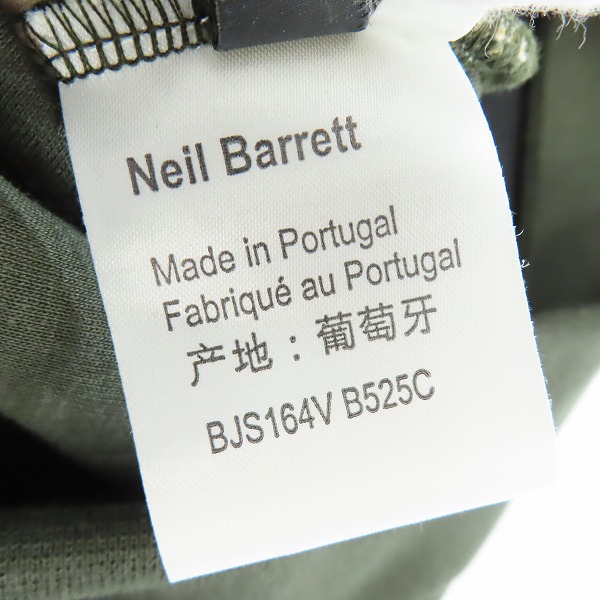 Neil Barrett
Made in Portugal
Fabriqué au Portugal
产地：葡萄牙
BJS164V B525C